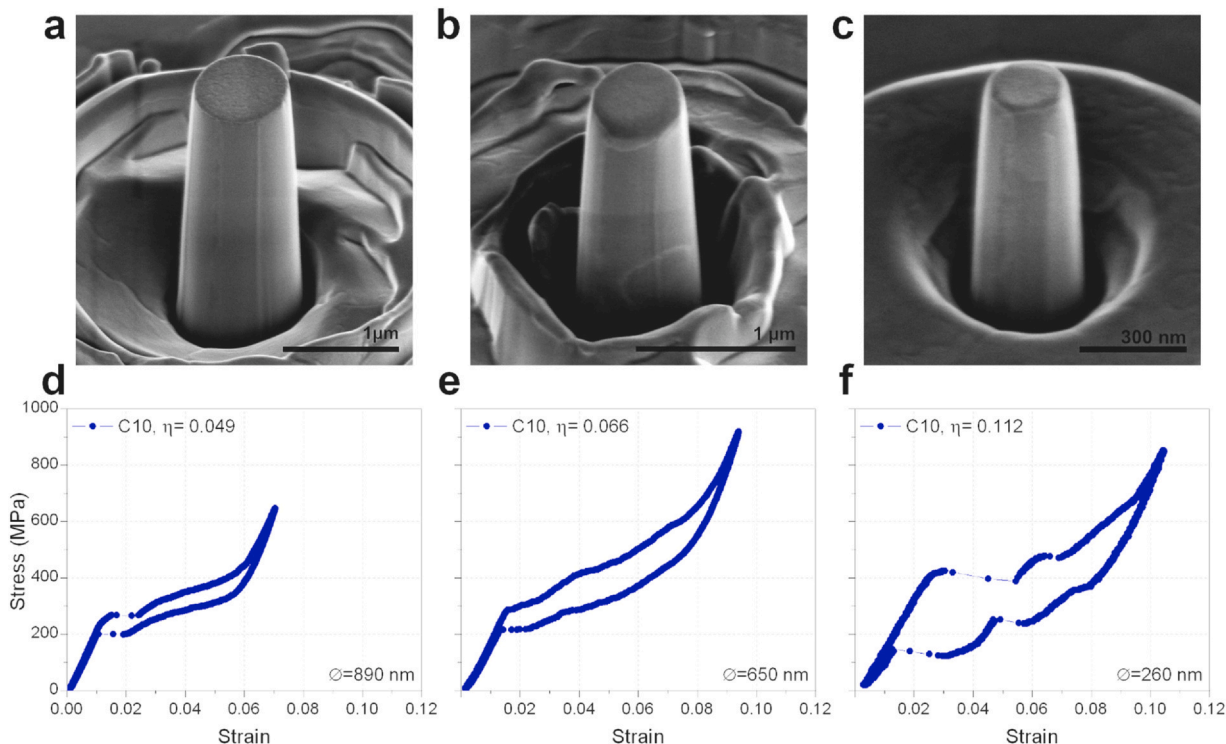 a
b
c
1µm
1 µm
300 nm
d
e
f
1000
800
600
400
200
0
Stress (MPa)
C10, η= 0.049
C10, η= 0.066
C10, η= 0.112
∅=890 nm
∅=650 nm
∅=260 nm
0.00 0.02 0.04 0.06 0.08 0.10 0.12
0.02 0.04 0.06 0.08 0.10 0.12
0.02 0.04 0.06 0.08 0.10 0.12
Strain
Strain
Strain